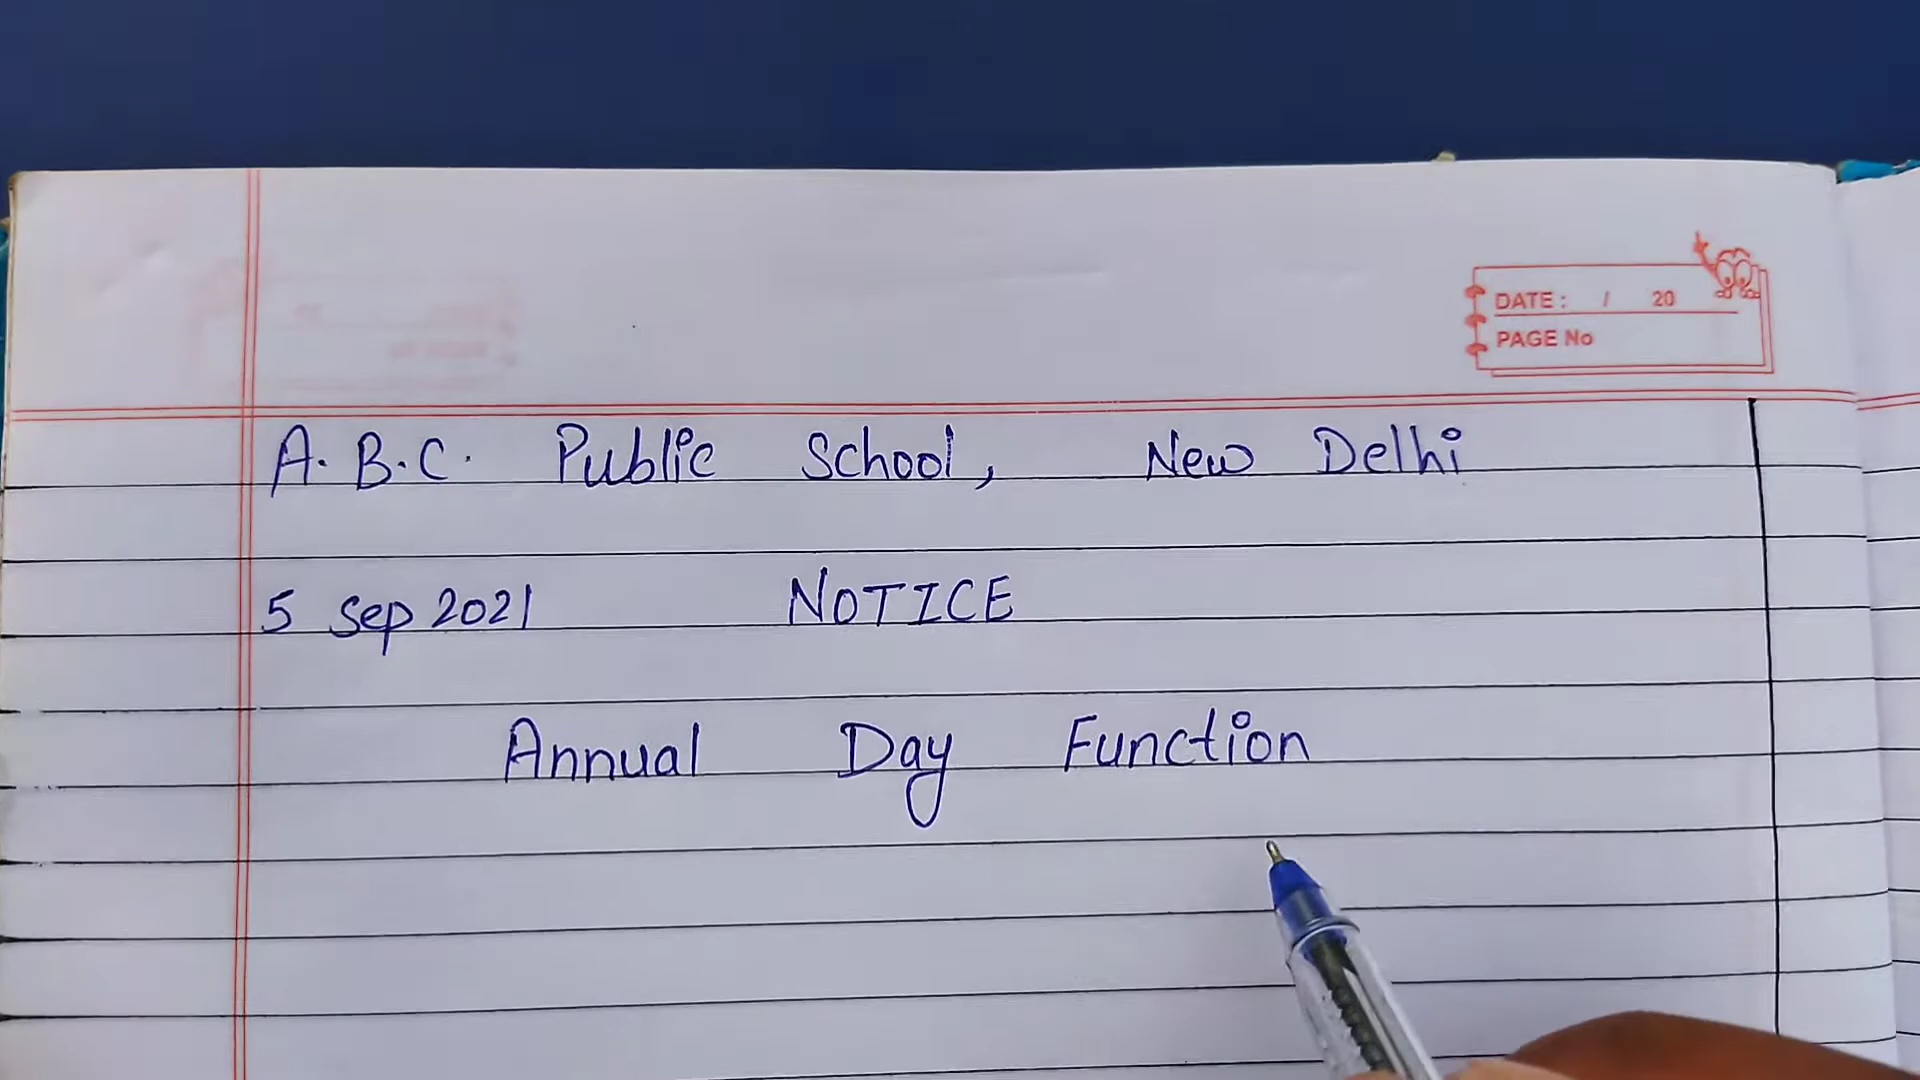 DATE : / 20
PAGE No
A. B.C. Public School, New Delhi
5 Sep 2021 NOTICE
Annual Day Function